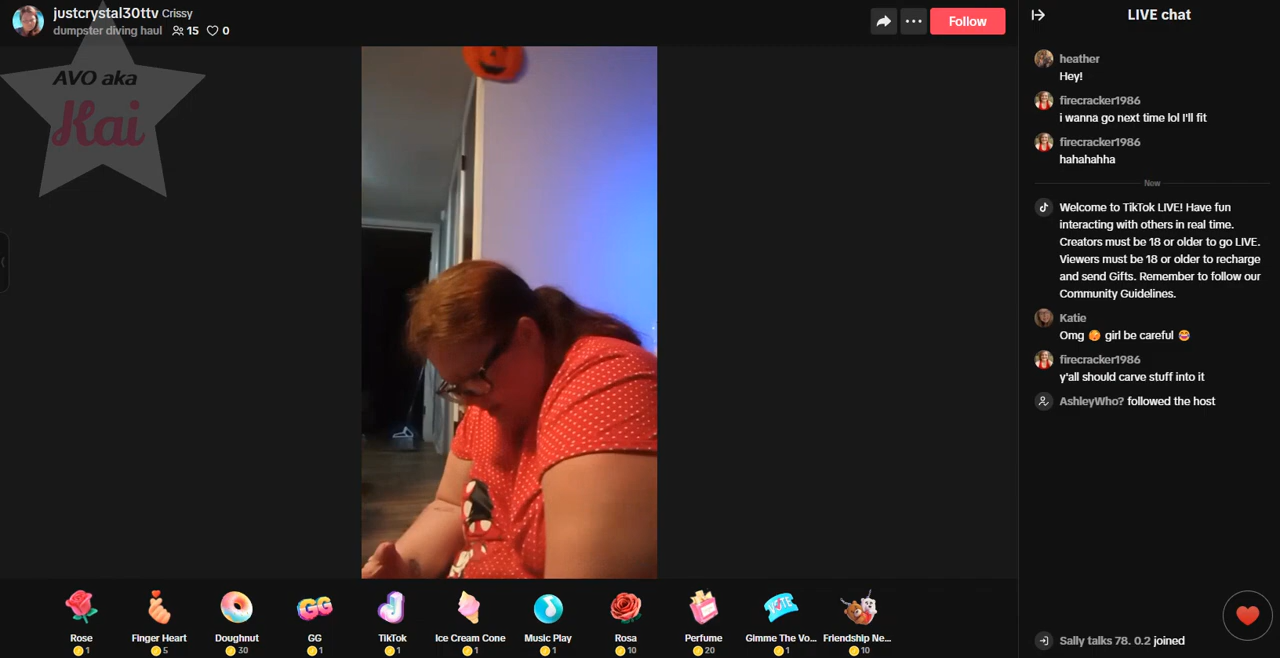 justcrystal30ttv Crissy
dumpster diving haul 15 0
Follow
LIVE chat
AVO aka
Kai
heather
Hey!
firecracker1986
i wanna go next time lol I'll fit
firecracker1986
hahahahha
New
Welcome to TikTok LIVE! Have fun
interacting with others in real time.
Creators must be 18 or older to go LIVE.
Viewers must be 18 or older to recharge
and send Gifts. Remember to follow our
Community Guidelines.
Katie
Omg 😳 girl be careful 😂
firecracker1986
y'all should carve stuff into it
AshleyWho? followed the host
Sally talks 78. 0.2 joined
GG
Rose Finger Heart Doughnut GG TikTok Ice Cream Cone Music Play Rosa Perfume GImme The Vo... Friendship Ne...
1 5 30 1 1 1 1 10 20 1 10